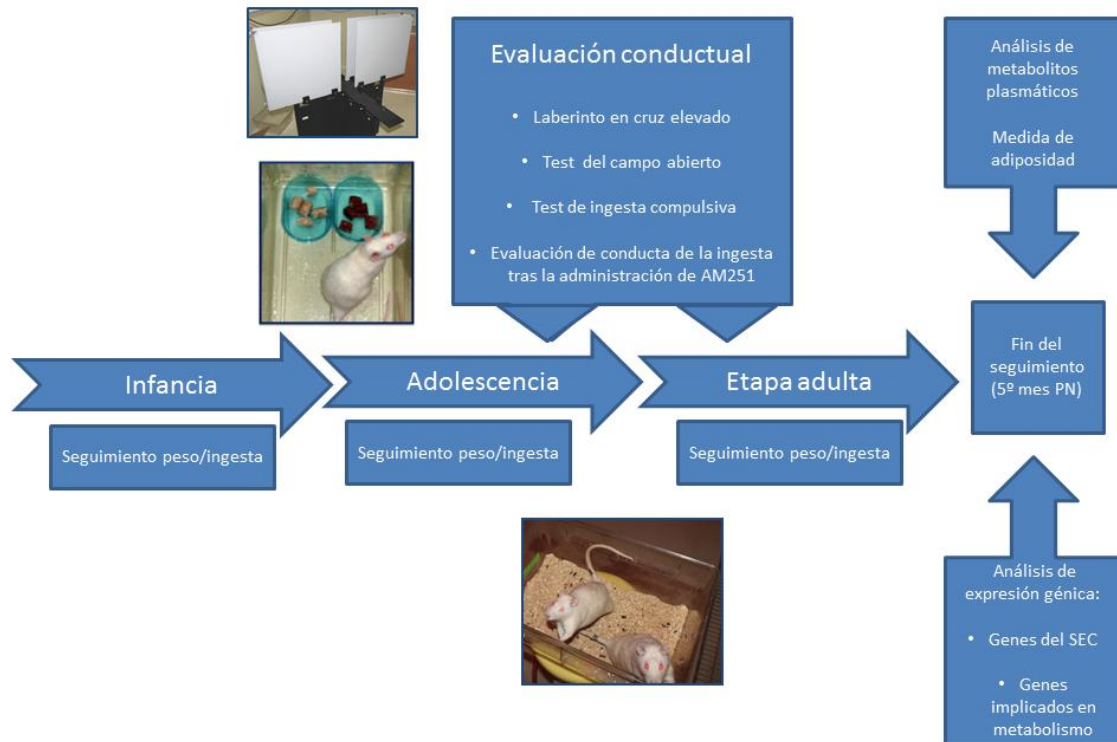 Evaluación conductual
• Laberinto en cruz elevado
• Test del campo abierto
• Test de ingesta compulsiva
• Evaluación de conducta de la ingesta
tras la administración de AM251
Análisis de
metabolitos
plasmáticos
Medida de
adiposidad
Infancia
Adolescencia
Etapa adulta
Fin del
seguimiento
(5º mes PN)
Seguimiento peso/ingesta
Seguimiento peso/ingesta
Seguimiento peso/ingesta
Análisis de
expresión génica:
• Genes del SEC
• Genes
implicados en
metabolismo